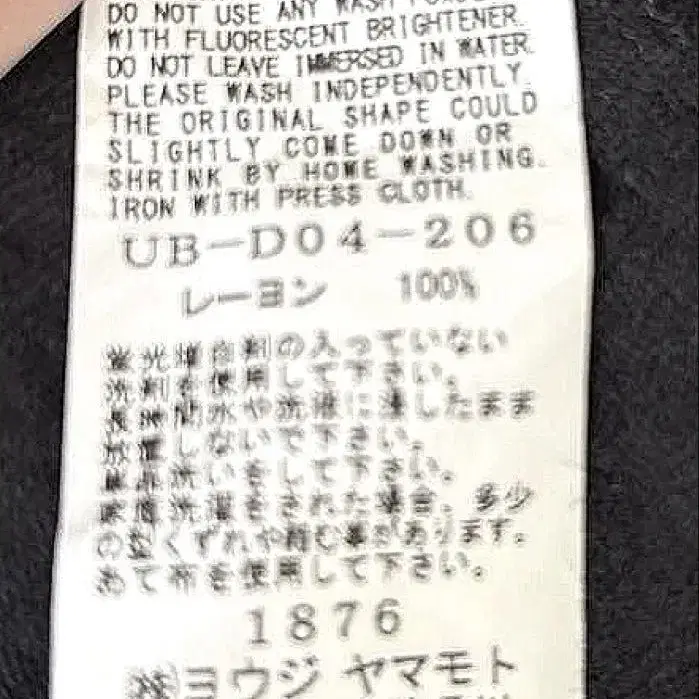 DO NOT USE ANY WASH
WITH FLUORESCENT BRIGHTENER.
DO NOT LEAVE IMMERSED IN WATER.
PLEASE WASH INDEPENDENTLY.
THE ORIGINAL SHAPE COULD
SLIGHTLY COME DOWN OR
SHRINK BY HOME WASHING.
IRON WITH PRESS CLOTH.
UB-D04-206
レーヨン 100%
蛍光増白剤の入っていない
洗剤を使用して下さい。
長時間水や洗液に浸したまま
放置しないで下さい。
単品洗いをして下さい。
家庭洗濯をされた場合、多少
の型くずれや縮む事があります。
あて布を使用して下さい。
1876
㈱ヨウジ ヤマモト